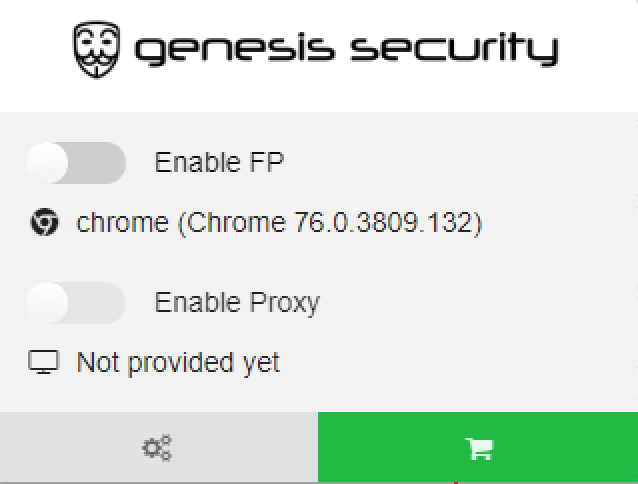 genesis security
Enable FP
chrome (Chrome 76.0.3809.132)
Enable Proxy
Not provided yet